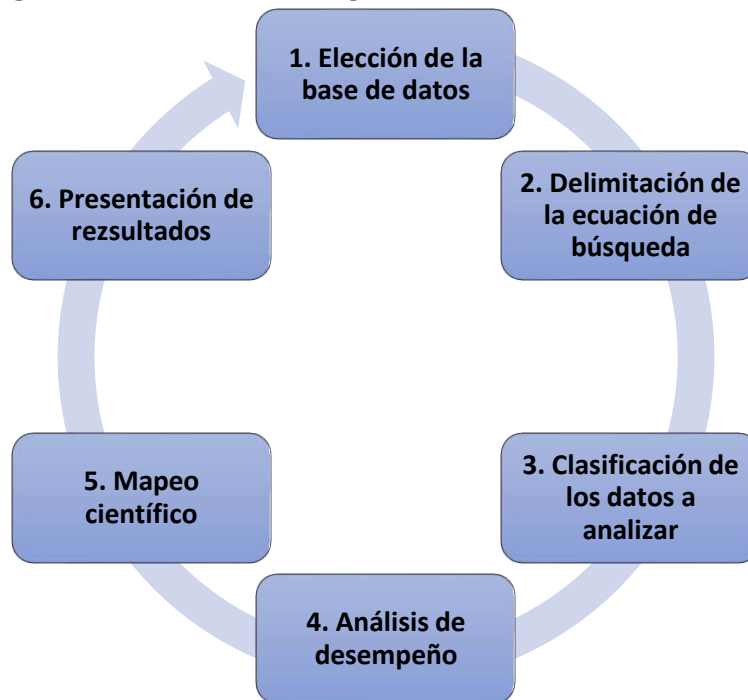 1. Elección de la
base de datos
2. Delimitación de
la ecuación de
búsqueda
3. Clasificación de
los datos a
analizar
4. Análisis de
desempeño
5. Mapeo
científico
6. Presentación de
rezsultados